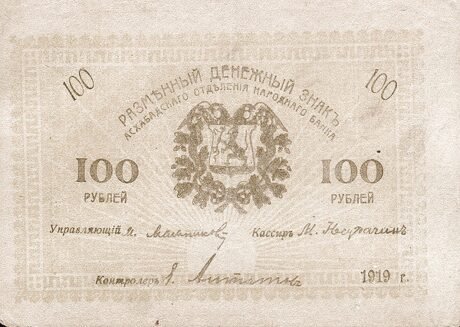 100 100
РАЗМѢННЫЙ ДЕНЕЖНЫЙ ЗНАКЪ
АСХАБАДСКАГО ОТДѢЛЕНІЯ НАРОДНАГО БАНКА
100 100
РУБЛЕЙ РУБЛЕЙ
Управляющій Кассиръ М.
Контролеръ 1919 г.